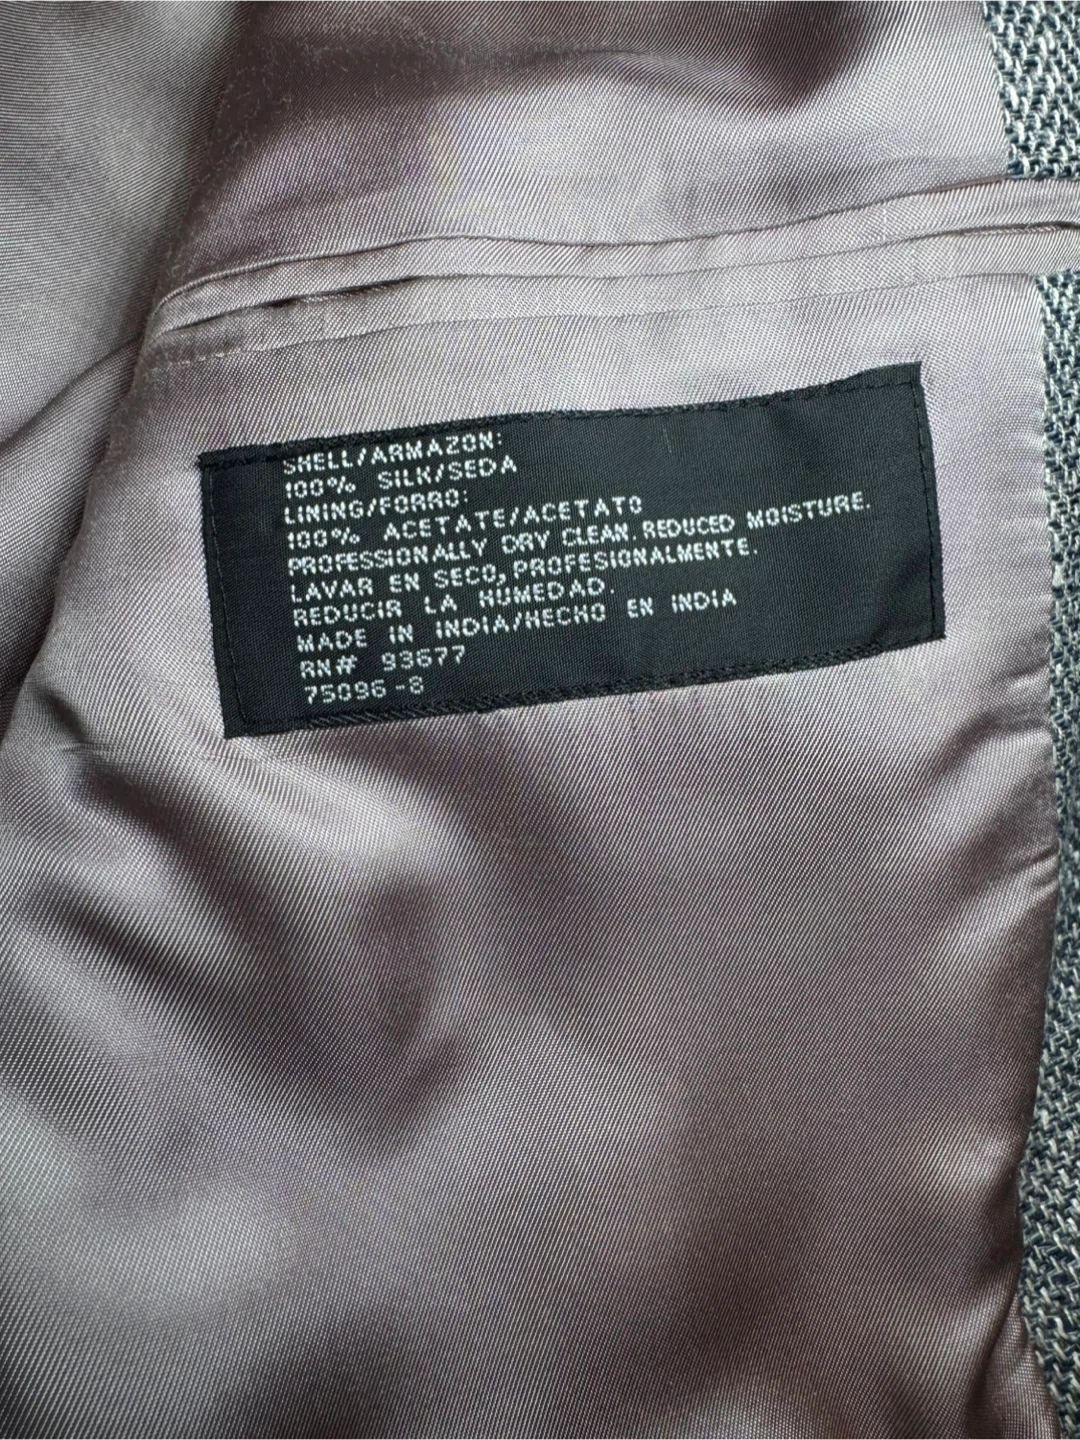 SHELL/ARMAZON:
100% SILK/SEDA
LINING/FORRO:
100% ACETATE/ACETATO
PROFESSIONALLY DRY CLEAN. REDUCED MOISTURE.
LAVAR EN SECO, PROFESIONALMENTE.
REDUCIR LA HUMEDAD.
MADE IN INDIA/HECHO EN INDIA
RN# 93677
75096-8